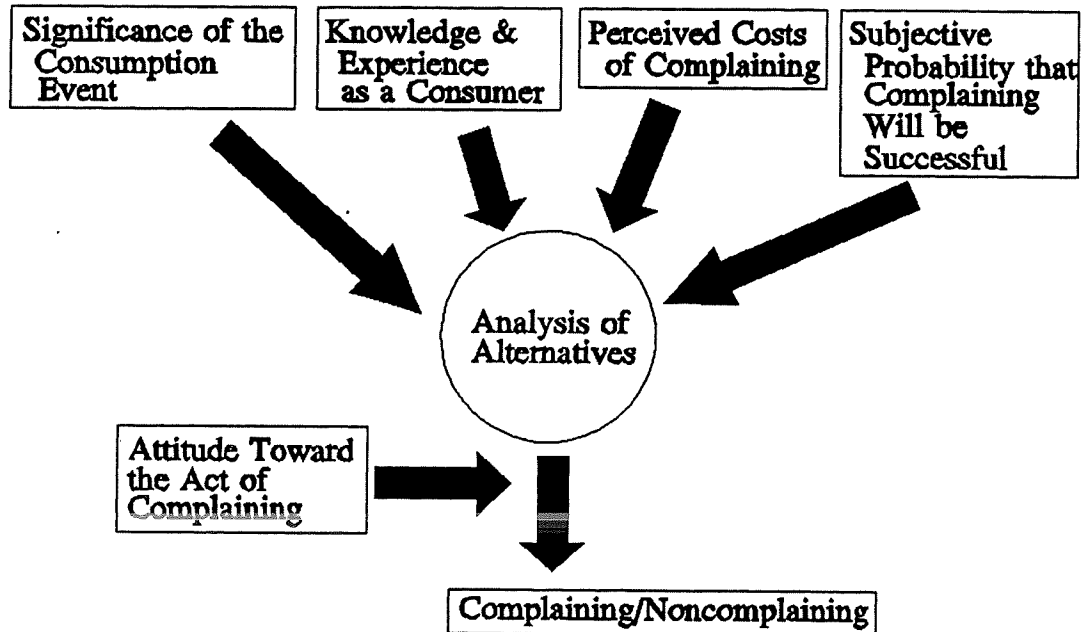 Significance of the
Consumption
Event
Knowledge &
Experience
as a Consumer
Perceived Costs
of Complaining
Subjective
Probability that
Complaining
Will be
Successful
Analysis of
Alternatives
Attitude Toward
the Act of
Complaining
Complaining/Noncomplaining